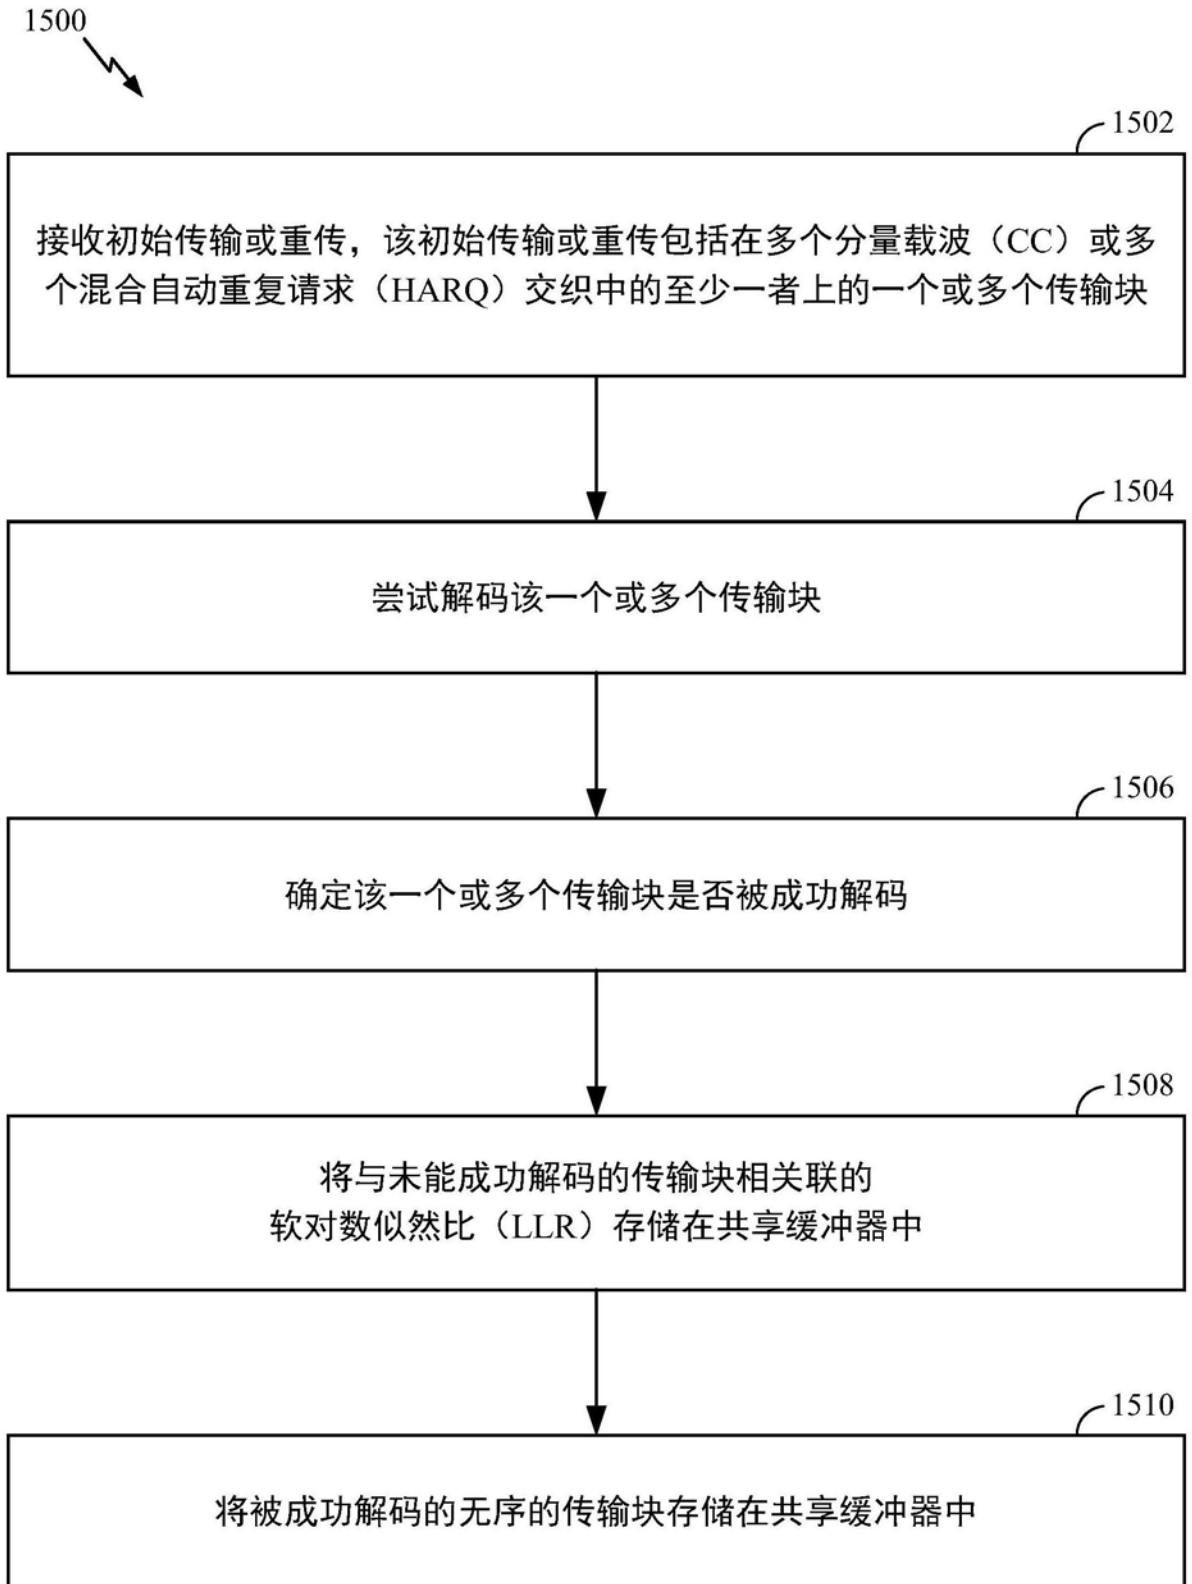 1500
1502
接收初始传输或重传，该初始传输或重传包括在多个分量载波（CC）或多
个混合自动重复请求（HARQ）交织中的至少一者上的一个或多个传输块
1504
尝试解码该一个或多个传输块
1506
确定该一个或多个传输块是否被成功解码
1508
将与未能成功解码的传输块相关联的
软对数似然比（LLR）存储在共享缓冲器中
1510
将被成功解码的无序的传输块存储在共享缓冲器中